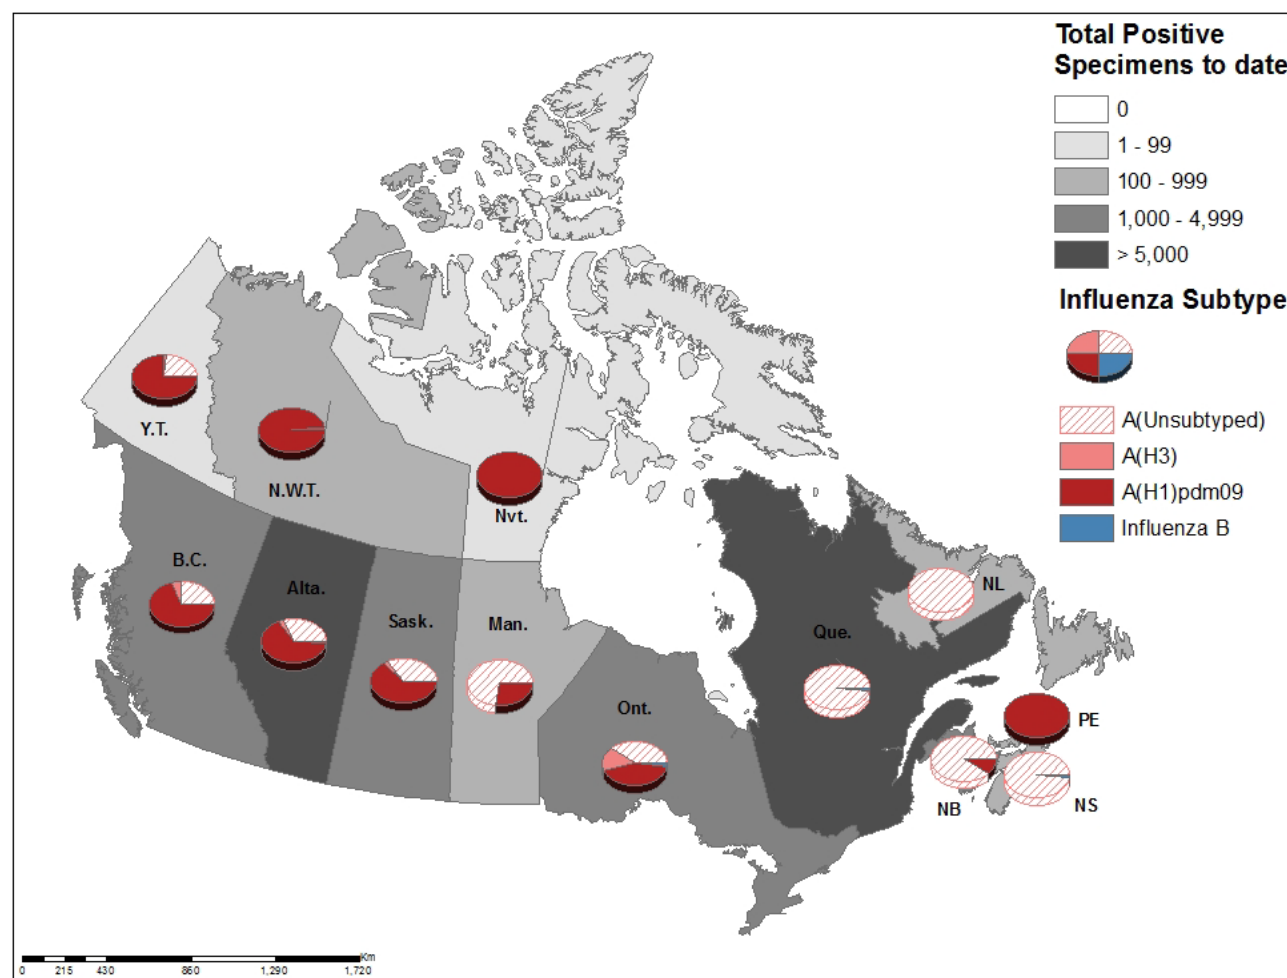 Total Positive
Specimens to date
0
1 - 99
100 - 999
1,000 - 4,999
> 5,000
Influenza Subtype
A(Unsubtyped)
A(H3)
A(H1)pdm09
Influenza B
Y.T.
N.W.T.
Nvt.
B.C.
Alta.
Sask.
Man.
Ont.
Que.
NL
PE
NB
NS
Km
0 215 430 860 1,290 1,720